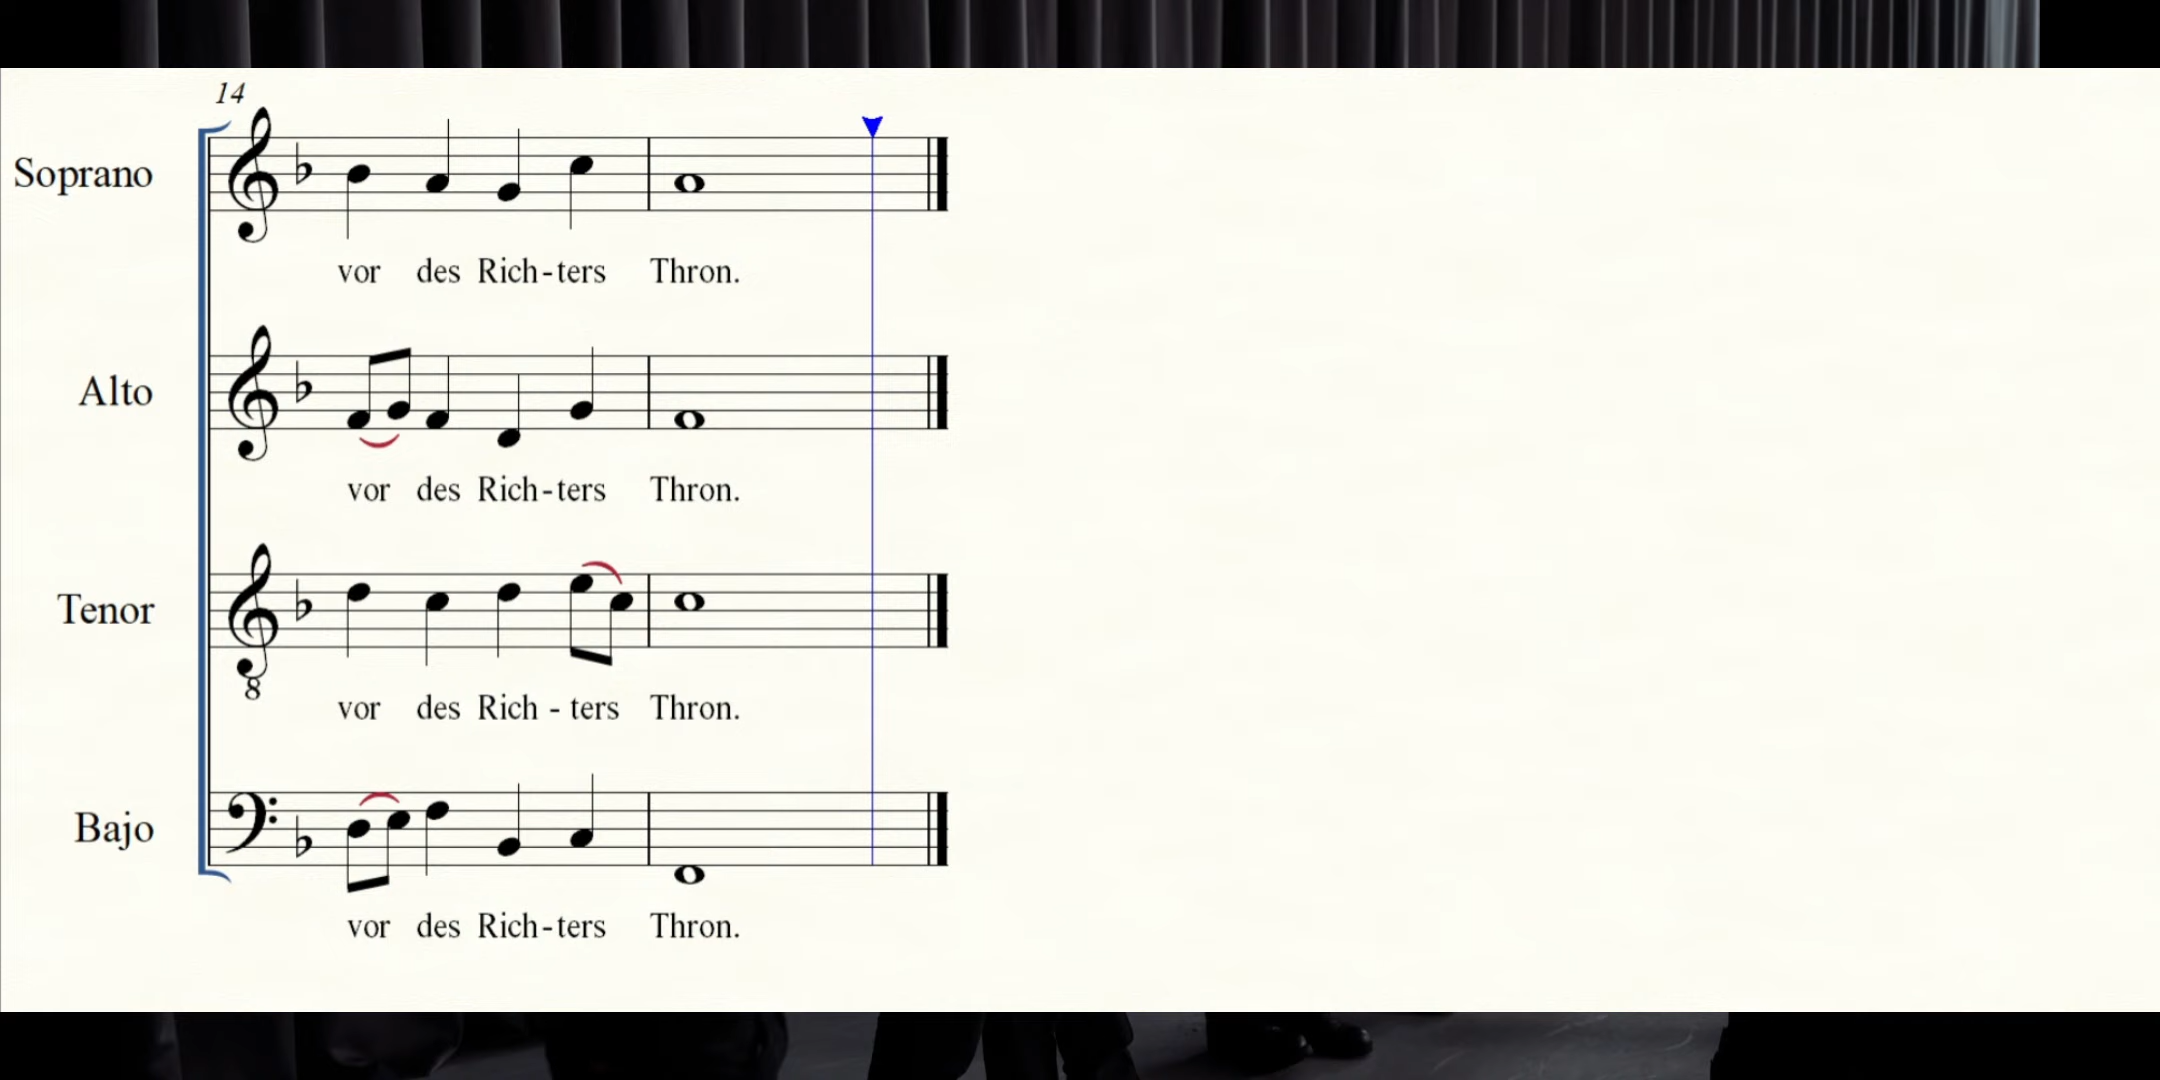 14
Soprano
vor des Rich-ters Thron.
Alto
vor des Rich-ters Thron.
Tenor
8
vor des Rich - ters Thron.
Bajo
vor des Rich-ters Thron.